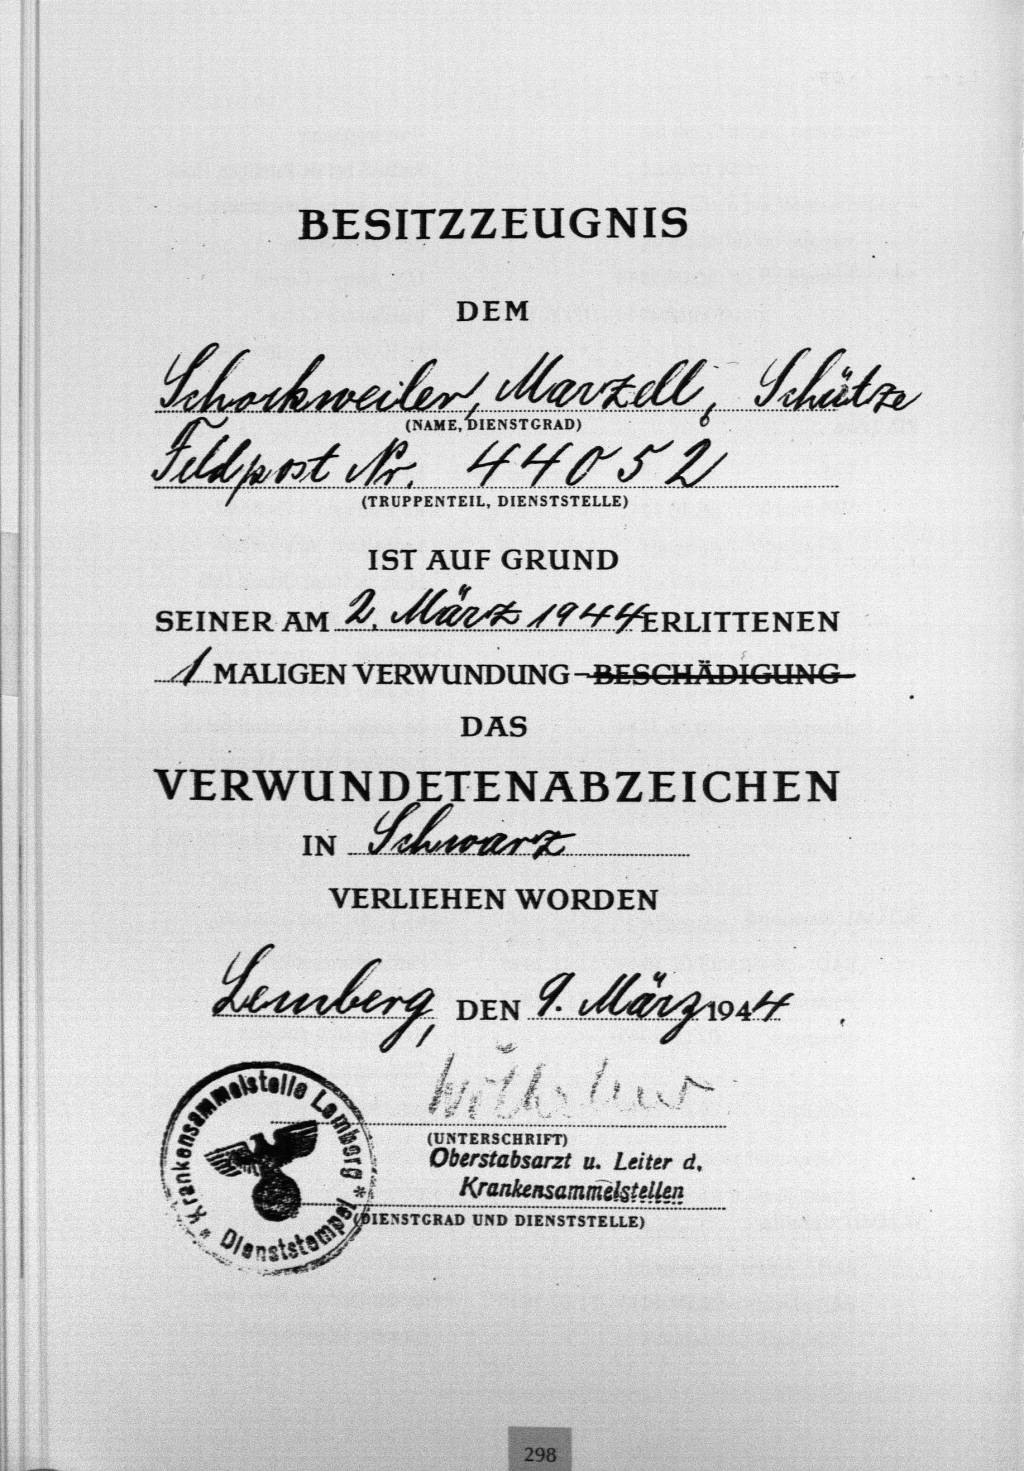 BESITZZEUGNIS
DEM
Schockweiler, Marzell, Schütze
(NAME, DIENSTGRAD)
Feldpost Nr. 44052
(TRUPPENTEIL, DIENSTSTELLE)
IST AUF GRUND
SEINER AM 2. März 1944 ERLITTENEN
1 MALIGEN VERWUNDUNG – BESCHÄDIGUNG
DAS
VERWUNDETENABZEICHEN
IN Schwarz
VERLIEHEN WORDEN
Lemberg, DEN 9. März 1944
(UNTERSCHRIFT)
Oberstabsarzt u. Leiter d.
Krankensammelstellen
(DIENSTGRAD UND DIENSTSTELLE)
Krankensammelstelle Lemberg * Dienststempel *
298